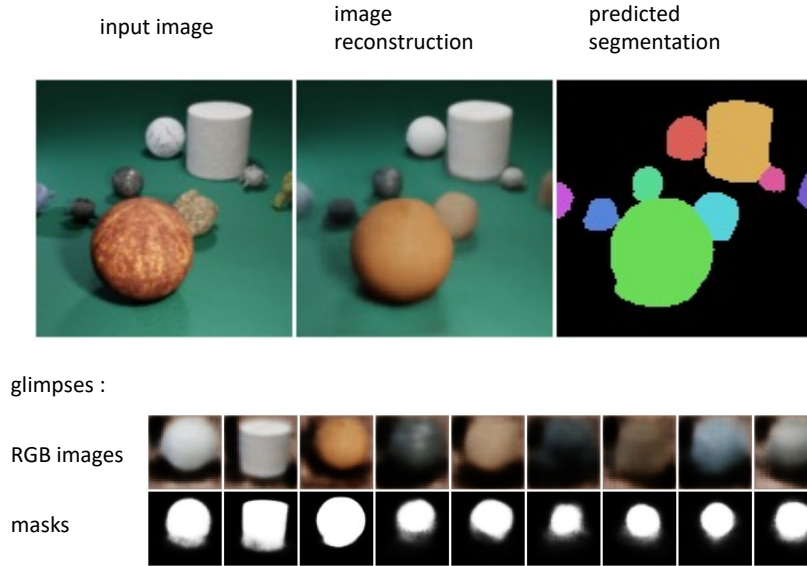 input image
image
reconstruction
predicted
segmentation
glimpses :
RGB images
masks